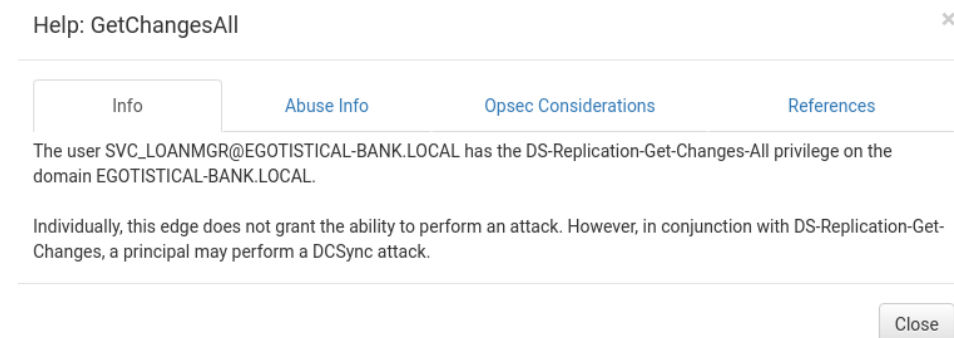 Help: GetChangesAll
×
Info Abuse Info Opsec Considerations References
The user SVC_LOANMGR@EGOTISTICAL-BANK.LOCAL has the DS-Replication-Get-Changes-All privilege on the
domain EGOTISTICAL-BANK.LOCAL.
Individually, this edge does not grant the ability to perform an attack. However, in conjunction with DS-Replication-Get-
Changes, a principal may perform a DCSync attack.
Close